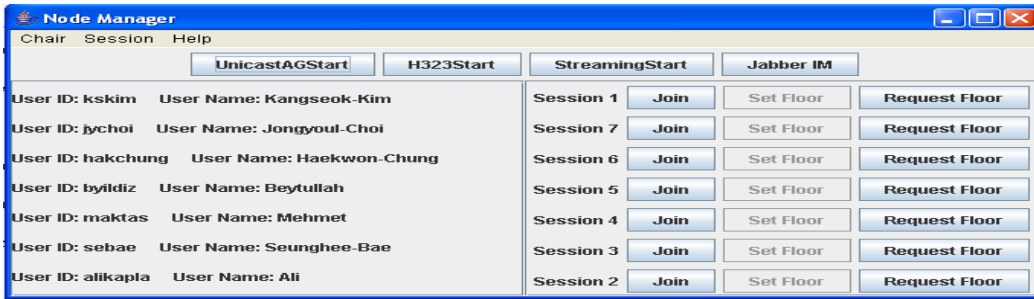 Node Manager
Chair Session Help
UnicastAGStart H323Start StreamingStart Jabber IM
User ID: kskim User Name: Kangseok-Kim
User ID: jychoi User Name: Jongyoul-Choi
User ID: hakchung User Name: Haekwon-Chung
User ID: byildiz User Name: Beytullah
User ID: maktas User Name: Mehmet
User ID: sebae User Name: Seunghee-Bae
User ID: alikapla User Name: Ali
Session 1 Join Set Floor Request Floor
Session 7 Join Set Floor Request Floor
Session 6 Join Set Floor Request Floor
Session 5 Join Set Floor Request Floor
Session 4 Join Set Floor Request Floor
Session 3 Join Set Floor Request Floor
Session 2 Join Set Floor Request Floor